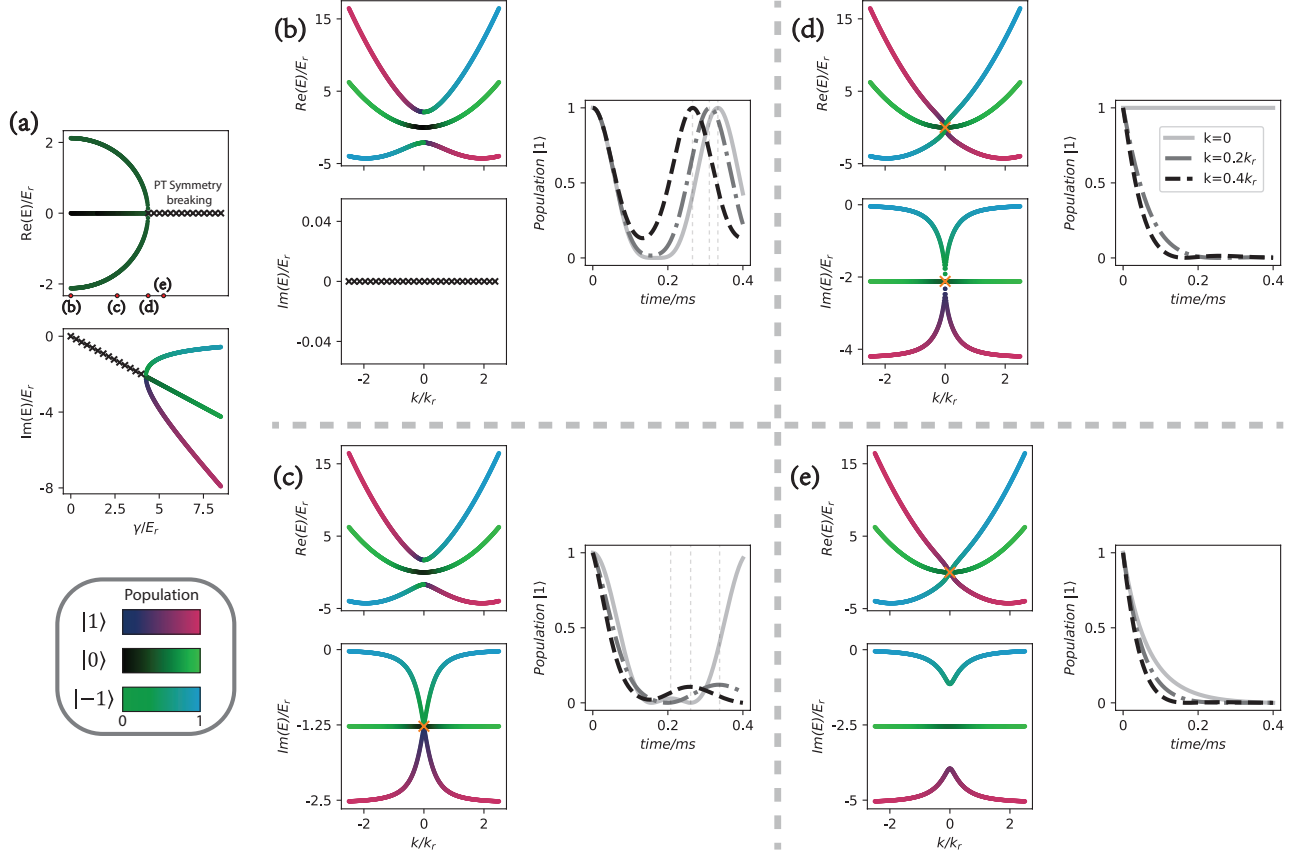 (a)
Re(E)/E_r
2
0
-2
PT Symmetry
breaking
(b)
(c)
(d)
(e)
Im(E)/E_r
0
-4
-8
0
2.5
5
7.5
γ/E_r
Population
|1⟩
|0⟩
|−1⟩
0
1
(b)
Re(E)/E_r
15
5
-5
Im(E)/E_r
0.04
0
-0.04
-2
0
2
k/k_r
Population |1⟩
1
0.5
0
0
0.2
0.4
time/ms
(d)
Re(E)/E_r
15
5
-5
Im(E)/E_r
0
-2
-4
-2
0
2
k/k_r
Population |1⟩
1
0.5
0
k=0
k=0.2k_r
k=0.4k_r
0
0.2
0.4
time/ms
(c)
Re(E)/E_r
15
5
-5
Im(E)/E_r
0
-1.25
-2.5
-2
0
2
k/k_r
Population |1⟩
1
0.5
0
0
0.2
0.4
time/ms
(e)
Re(E)/E_r
15
5
-5
Im(E)/E_r
0
-2.5
-5
-2
0
2
k/k_r
Population |1⟩
1
0.5
0
0
0.2
0.4
time/ms